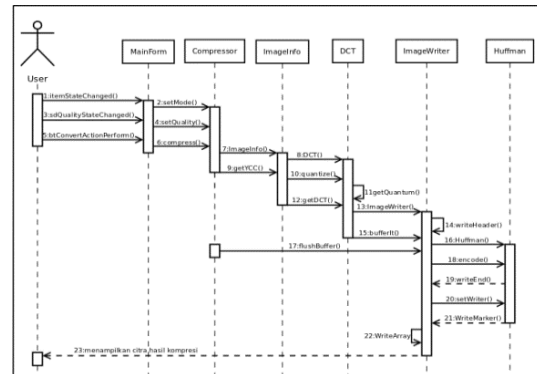 MainForm
Compressor
ImageInfo
DCT
ImageWriter
Huffman
User
1:itemStateChanged()
2:setMode()
3:sdQualityStateChanged()
4:setQuality()
5:btConvertActionPerform()
6:compress()
7:ImageInfo()
8:DCT()
9:getYCC()
10:quantize()
11getQuantum()
12:getDCT()
13:ImageWriter()
14:writeHeader()
15:bufferIt()
16:Huffman()
17:flushBuffer()
18:encode()
19:writeEnd()
20:setWriter()
21:WriteMarker()
22:WriteArray
23:menampilkan citra hasil kompresi